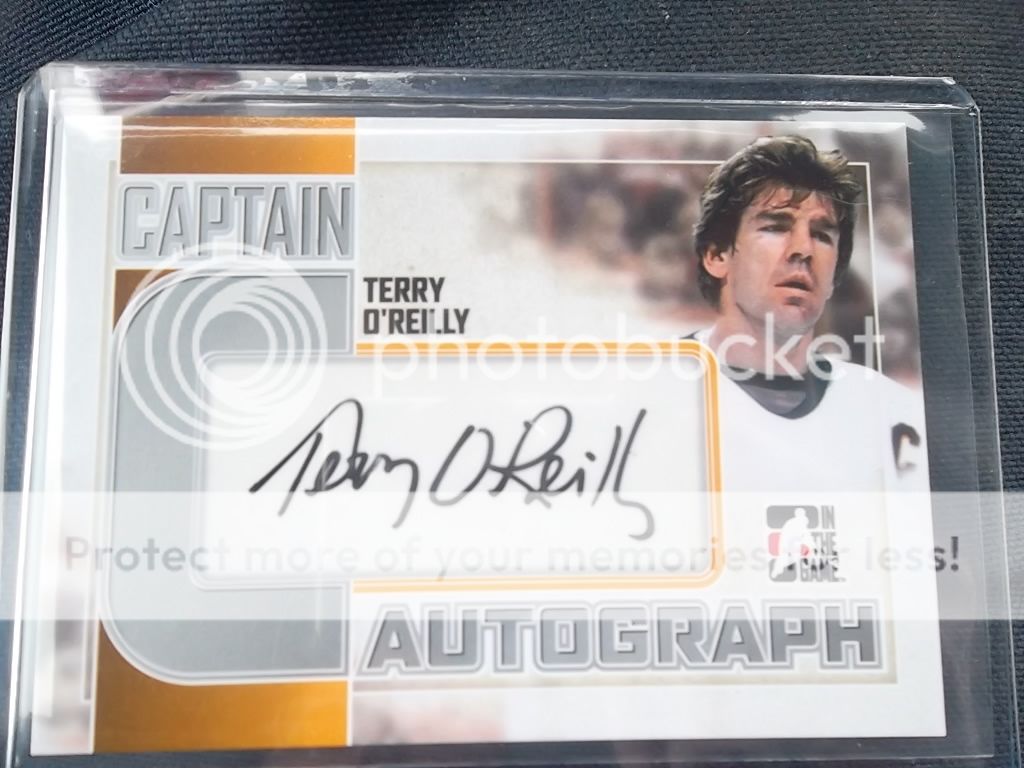 CAPTAIN
TERRY
O'REILLY
photobucket
Terry O'Reilly
Protect more of your memories for less!
IN
THE
GAME
AUTOGRAPH
C